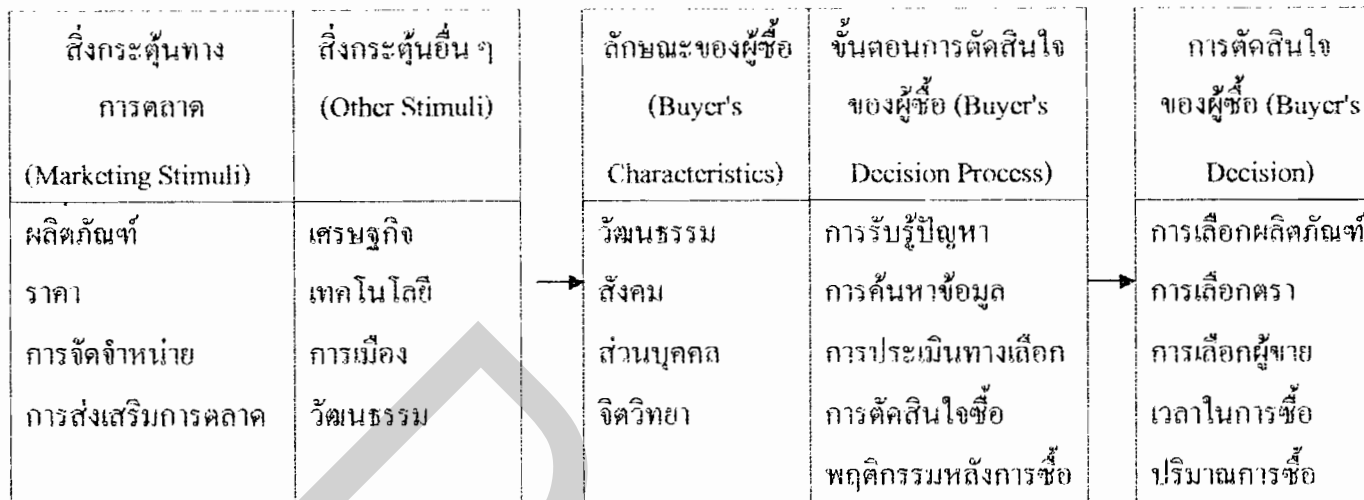 สิ่งกระตุ้นทาง
การตลาด
(Marketing Stimuli)
ผลิตภัณฑ์
ราคา
การจัดจำหน่าย
การส่งเสริมการตลาด
สิ่งกระตุ้นอื่น ๆ
(Other Stimuli)
เศรษฐกิจ
เทคโนโลยี
การเมือง
วัฒนธรรม
ลักษณะของผู้ซื้อ
(Buyer's
Characteristics)
วัฒนธรรม
สังคม
ส่วนบุคคล
จิตวิทยา
ขั้นตอนการตัดสินใจ
ของผู้ซื้อ (Buyer's
Decision Process)
การรับรู้ปัญหา
การค้นหาข้อมูล
การประเมินทางเลือก
การตัดสินใจซื้อ
พฤติกรรมหลังการซื้อ
การตัดสินใจ
ของผู้ซื้อ (Buyer's
Decision)
การเลือกผลิตภัณฑ์
การเลือกตรา
การเลือกผู้ขาย
เวลาในการซื้อ
ปริมาณการซื้อ